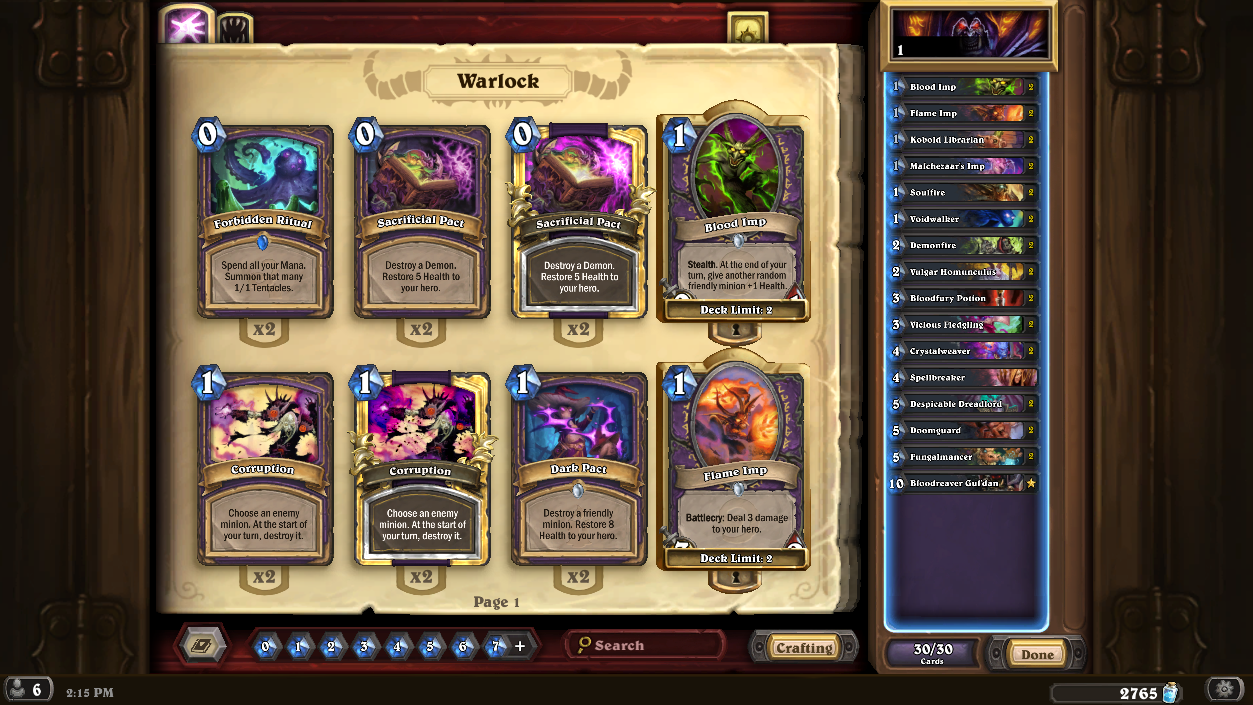 Warlock
0
Forbidden Ritual
Spend all your Mana.
Summon that many
1/1 Tentacles.
x2
0
Sacrificial Pact
Destroy a Demon.
Restore 5 Health to
your hero.
x2
0
Sacrificial Pact
Destroy a Demon.
Restore 5 Health to
your hero.
x2
1
Blood Imp
Stealth. At the end of your
turn, give another random
friendly minion +1 Health.
Deck Limit: 2
1
Corruption
Choose an enemy
minion. At the start of
your turn, destroy it.
x2
1
Corruption
Choose an enemy
minion. At the start of
your turn, destroy it.
x2
1
Dark Pact
Destroy a friendly
minion. Restore 8
Health to your hero.
x2
1
Flame Imp
Battlecry: Deal 3 damage
to your hero.
Deck Limit: 2
Page 1
0 1 2 3 4 5 6 7 +
Search
Crafting
1
1 Blood Imp 2
1 Flame Imp 2
1 Kobold Librarian 2
1 Malchezaar's Imp 2
1 Soulfire 2
1 Voidwalker 2
2 Demonfire 2
2 Vulgar Homunculus 2
3 Bloodfury Potion 2
3 Vicious Fledgling 2
4 Crystalweaver 2
4 Spellbreaker
5 Despicable Dreadlord 2
5 Doomguard 2
5 Fungalmancer 2
10 Bloodreaver Gul'dan
30/30
Cards
Done
6
2:15 PM
2765